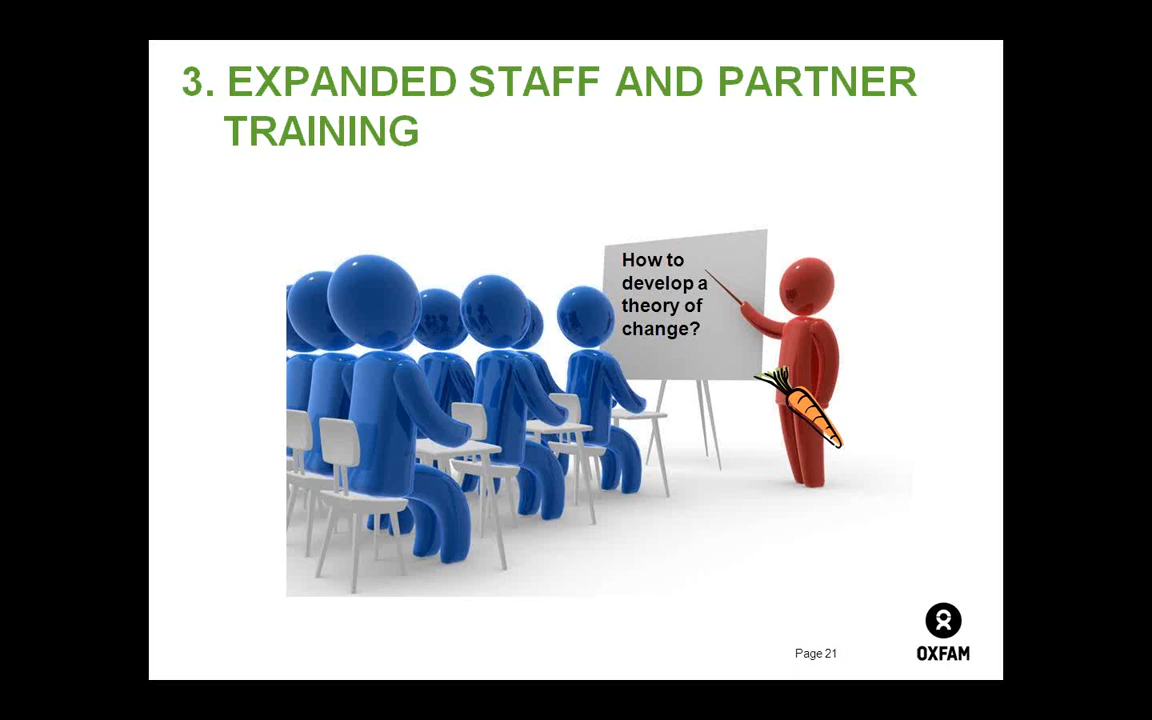 3. EXPANDED STAFF AND PARTNER
TRAINING
How to
develop a
theory of
change?
Page 21
OXFAM